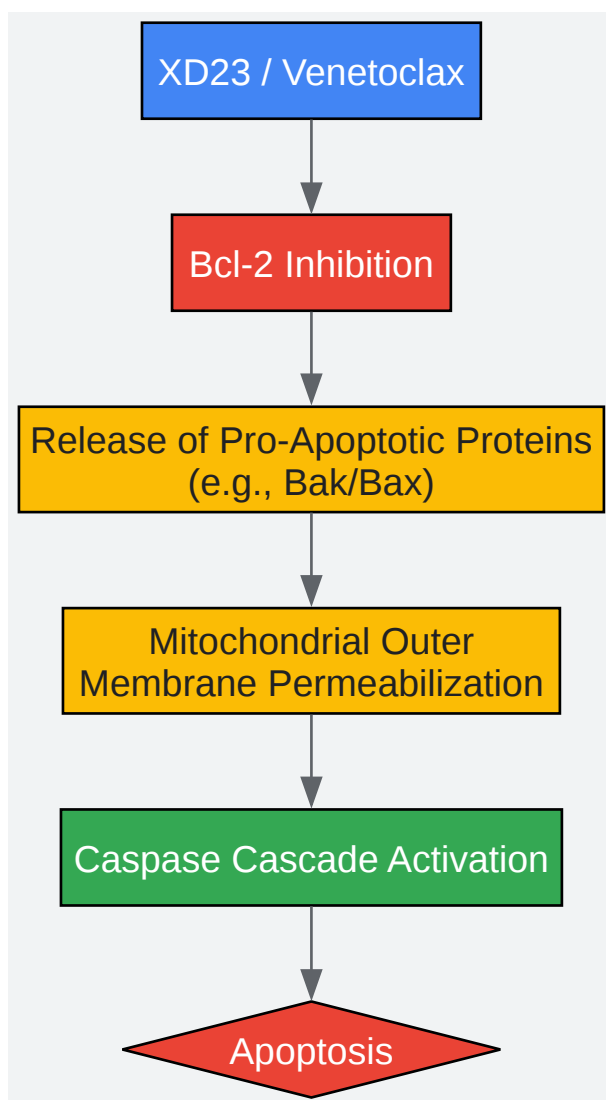 XD23 / Venetoclax
Bcl-2 Inhibition
Release of Pro-Apoptotic Proteins
(e.g., Bak/Bax)
Mitochondrial Outer
Membrane Permeabilization
Caspase Cascade Activation
Apoptosis